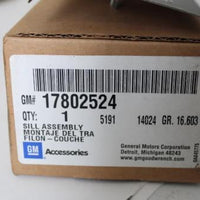 GM# 17802524
QTY: 1 5191 14024 GR. 16.603
SILL ASSEMBLY
MONTAJE DEL TRA
FILON-COUCHE
GM Accessories
General Motors Corporation
Detroit, Michigan 48243
www.gmgoodwrench.com